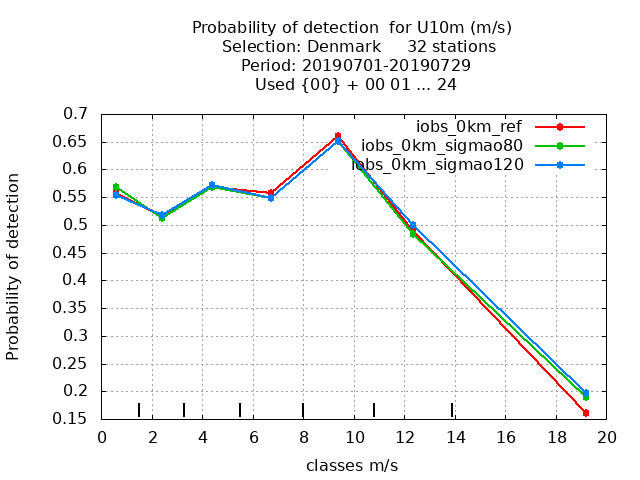 Probability of detection  for U10m (m/s)
Selection: Denmark     32 stations
Period: 20190701-20190729
Used {00} + 00 01 ... 24
iobs_0km_ref
iobs_0km_sigmao80
iobs_0km_sigmao120
Probability of detection
0.7
0.65
0.6
0.55
0.5
0.45
0.4
0.35
0.3
0.25
0.2
0.15
0 2 4 6 8 10 12 14 16 18 20
classes m/s